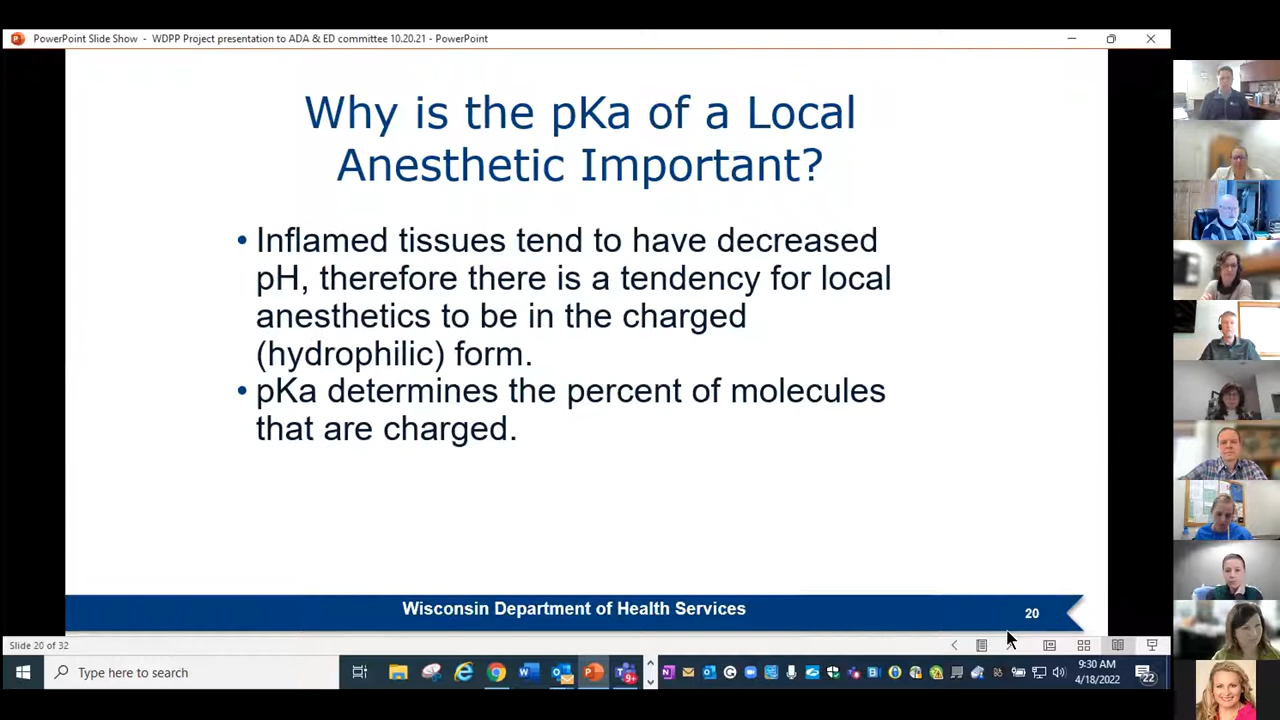 PowerPoint Slide Show - WDPP Project presentation to ADA & ED committee 10.20.21 - PowerPoint
Why is the pKa of a Local
Anesthetic Important?
• Inflamed tissues tend to have decreased
pH, therefore there is a tendency for local
anesthetics to be in the charged
(hydrophilic) form.
• pKa determines the percent of molecules
that are charged.
Wisconsin Department of Health Services
20
Slide 20 of 32
Type here to search
9:30 AM
4/18/2022
22